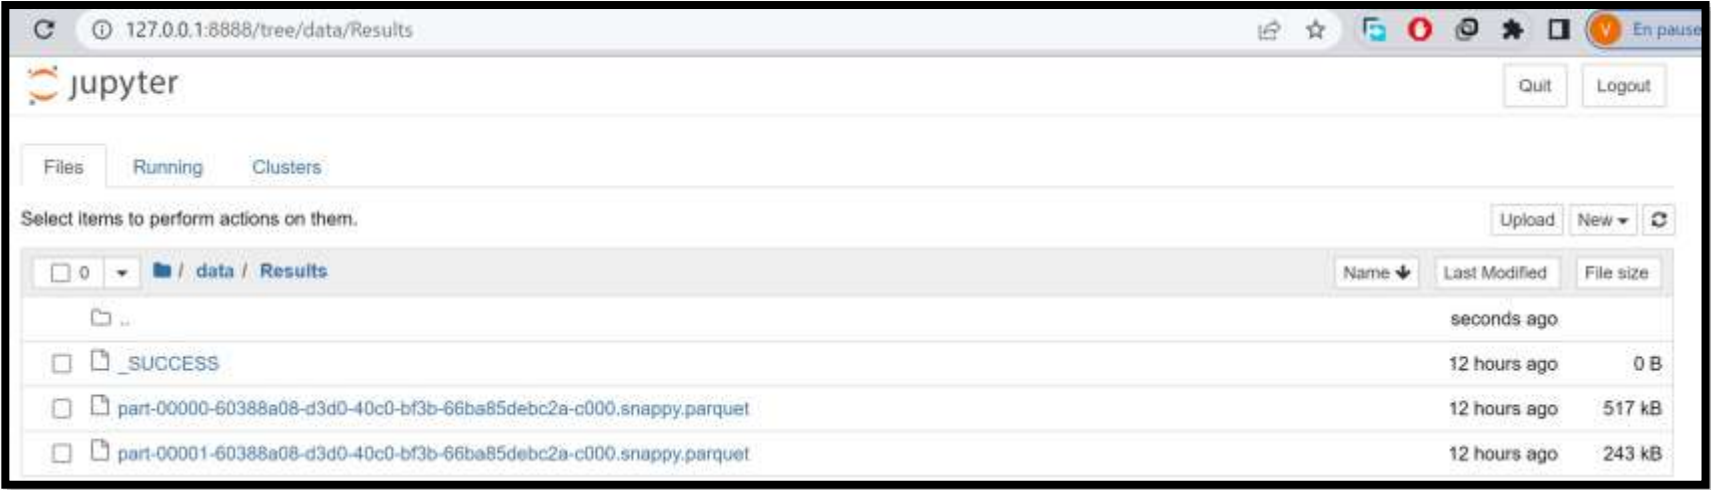 127.0.0.1:8888/tree/data/Results
V En pause
jupyter Quit Logout
Files Running Clusters
Select items to perform actions on them. Upload New
0 / data / Results Name Last Modified File size
.. seconds ago
_SUCCESS 12 hours ago 0 B
part-00000-60388a08-d3d0-40c0-bf3b-66ba85debc2a-c000.snappy.parquet 12 hours ago 517 kB
part-00001-60388a08-d3d0-40c0-bf3b-66ba85debc2a-c000.snappy.parquet 12 hours ago 243 kB